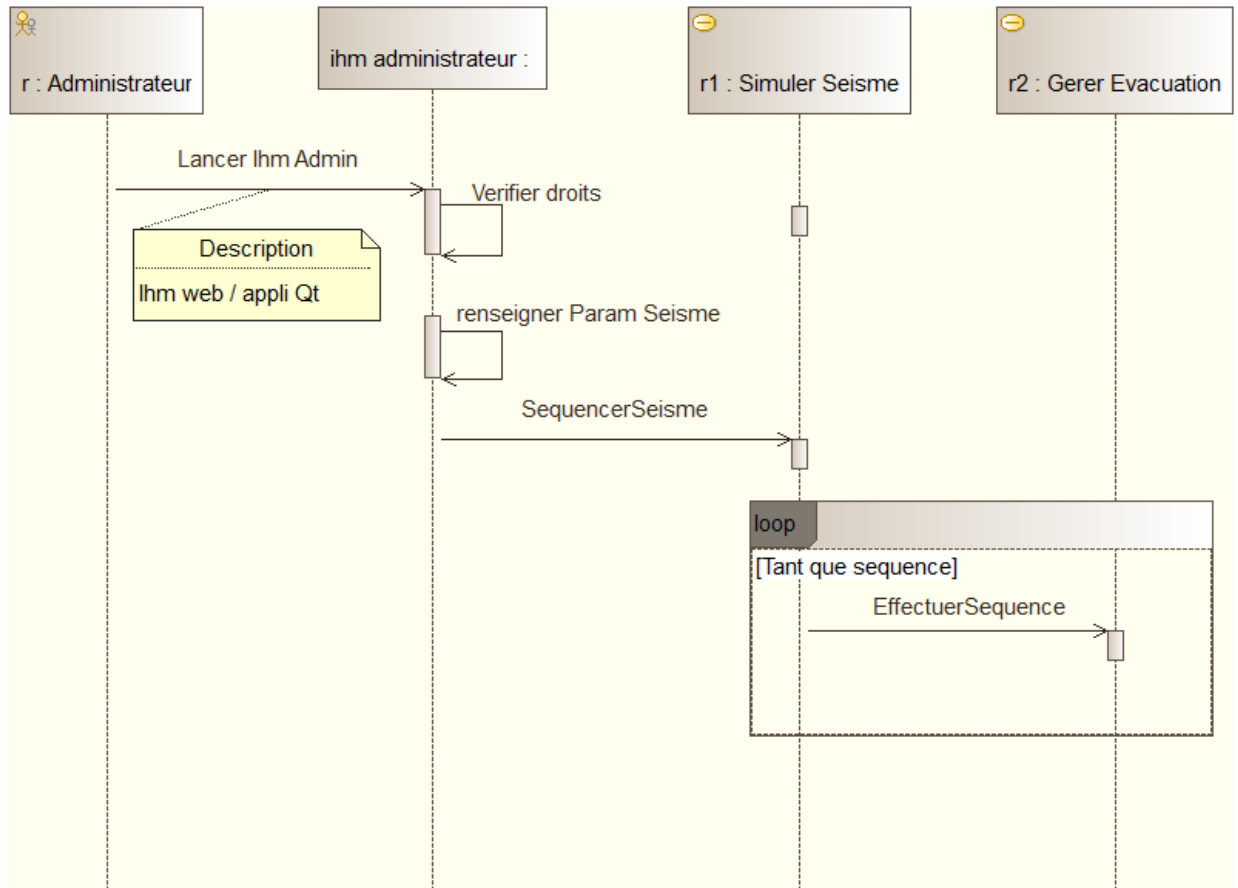 r : Administrateur
ihm administrateur :
r1 : Simuler Seisme
r2 : Gerer Evacuation
Lancer Ihm Admin
Verifier droits
Description
Ihm web / appli Qt
renseigner Param Seisme
SequencerSeisme
loop
[Tant que sequence]
EffectuerSequence